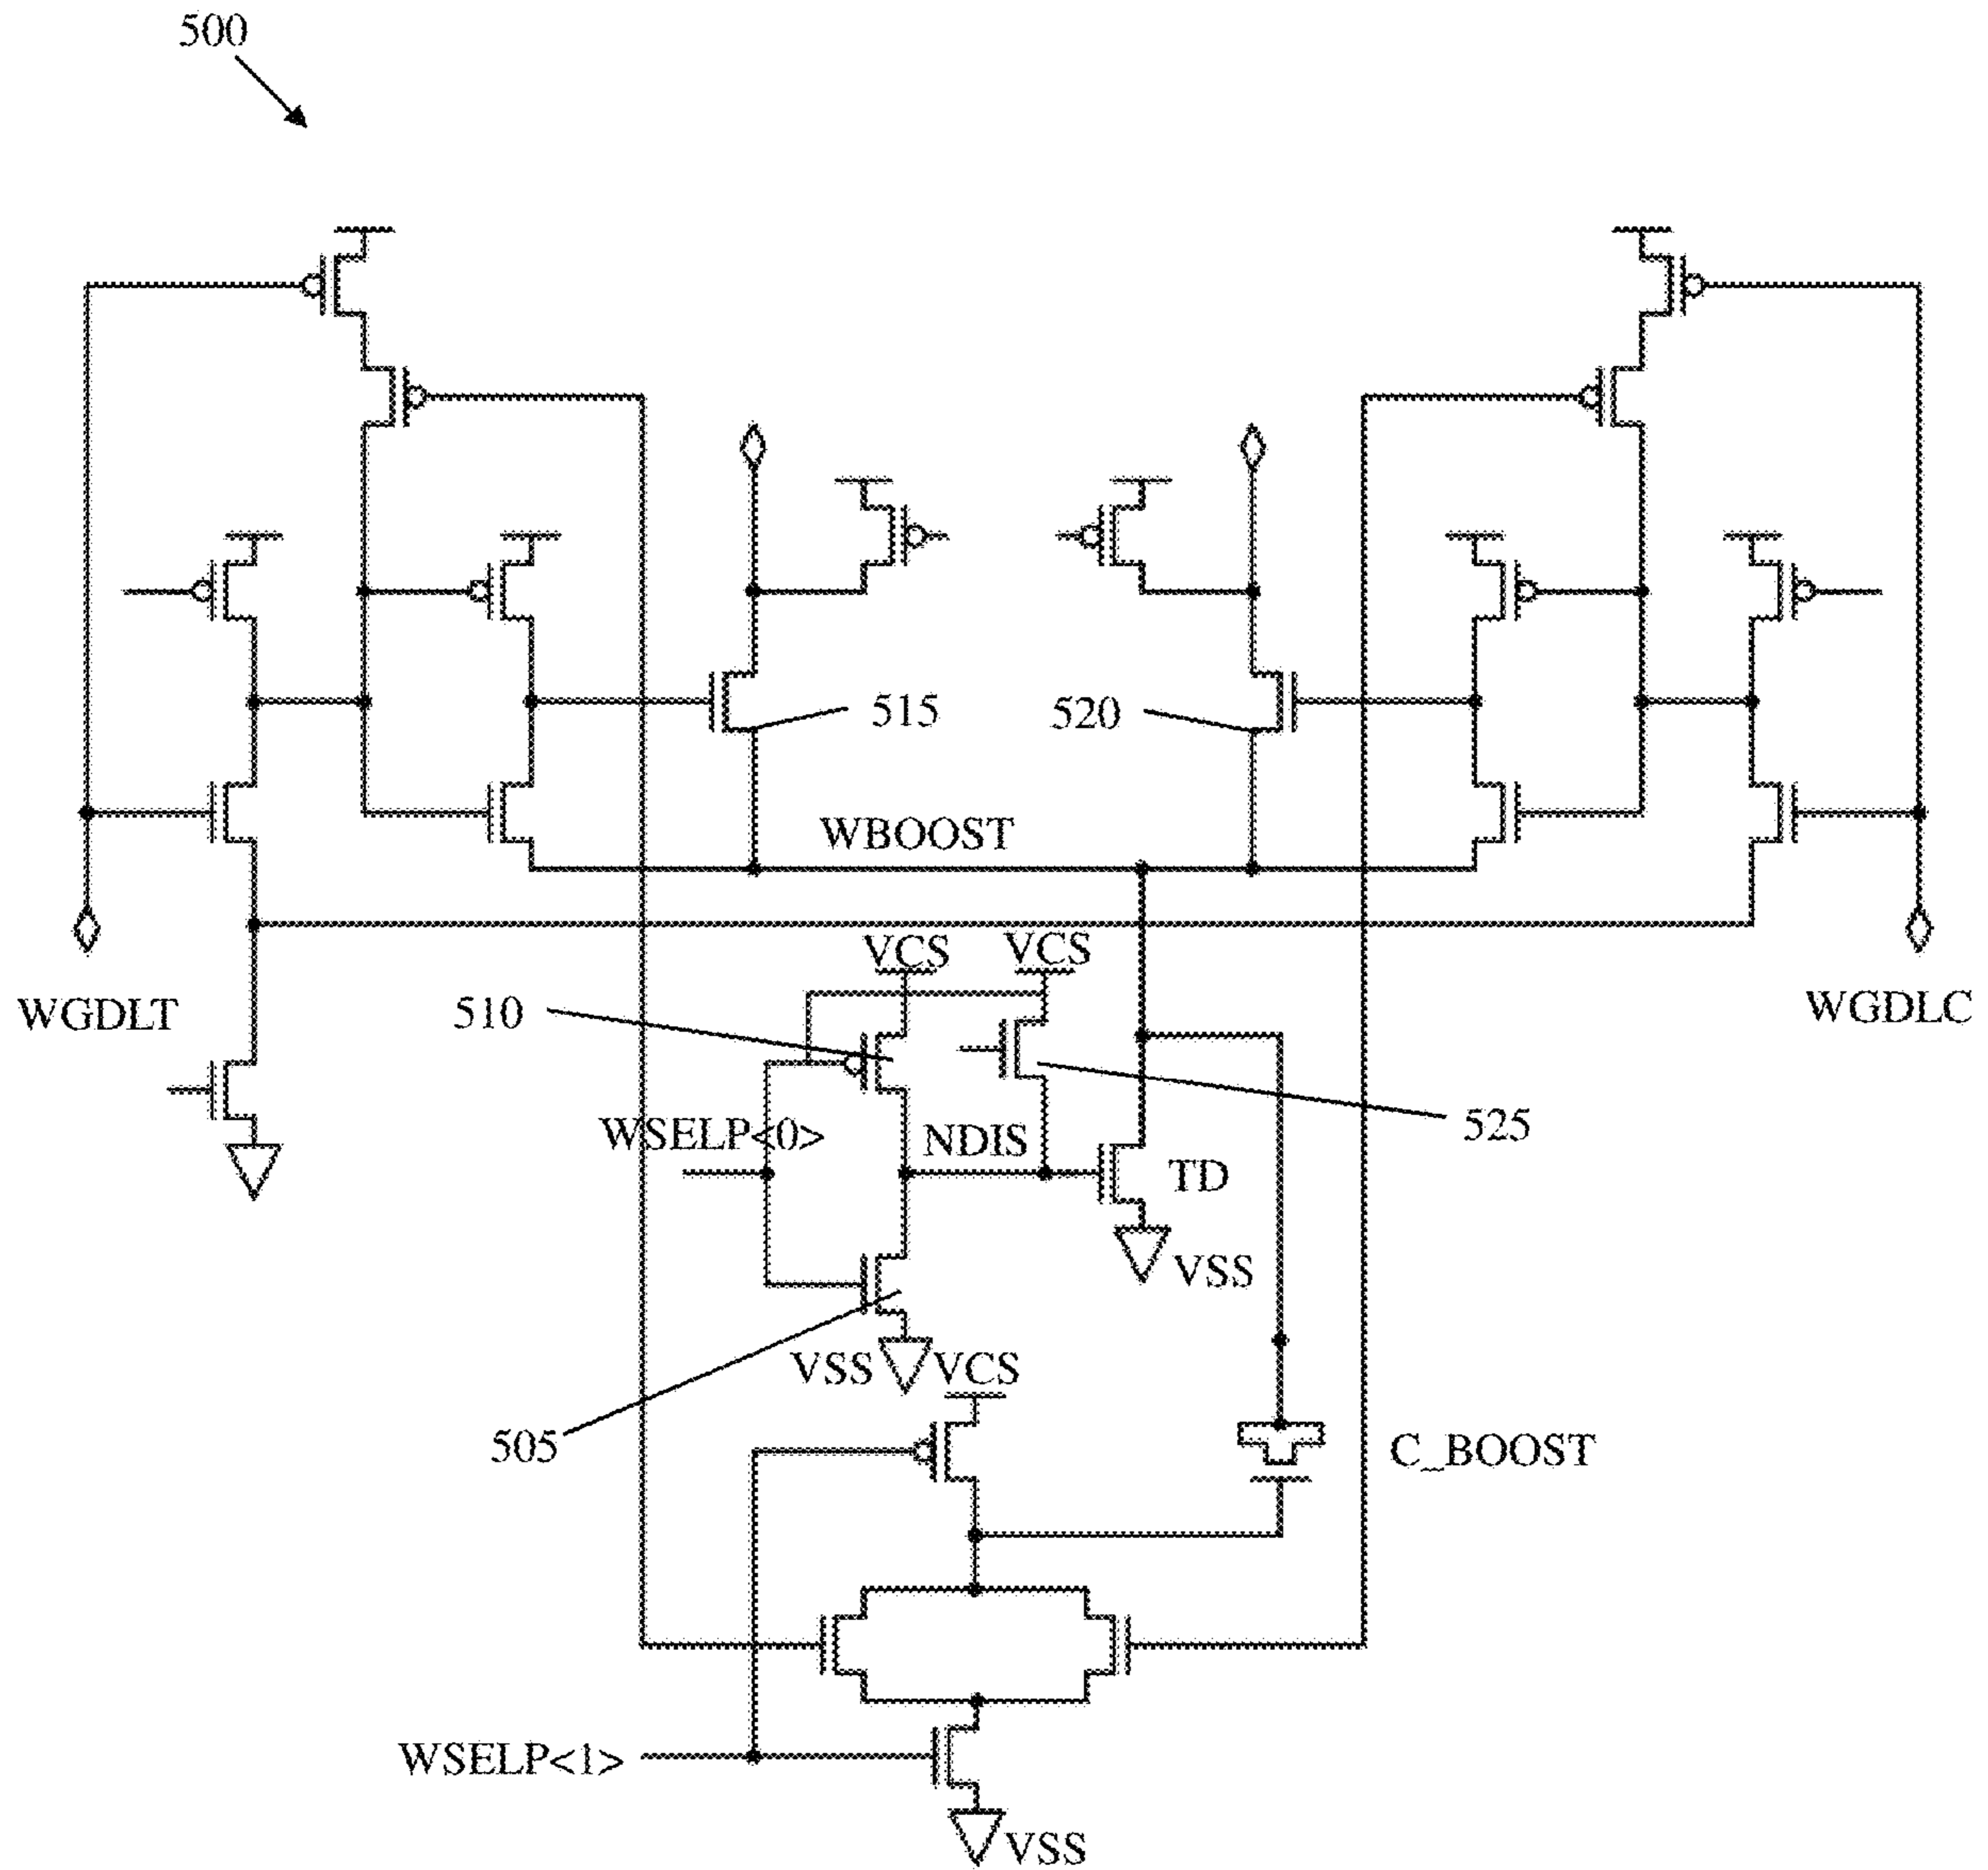 500
515
520
WBOOST
VCS
VCS
WGDLT
510
WGDLC
WSELP<0>
NDIS
525
TD
VSS
VSS
VCS
505
C_BOOST
WSELP<1>
VSS